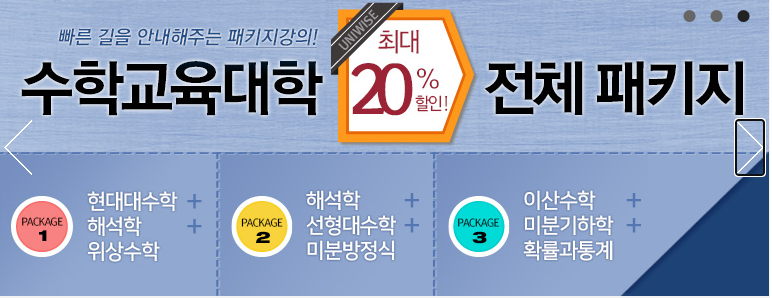 빠른 길을 안내해주는 패키지강의!
UNIWISE
수학교육대학
최대
20%
할인!
전체 패키지
PACKAGE
1
현대대수학 +
해석학 +
위상수학
PACKAGE
2
해석학 +
선형대수학 +
미분방정식
PACKAGE
3
이산수학 +
미분기하학 +
확률과통계